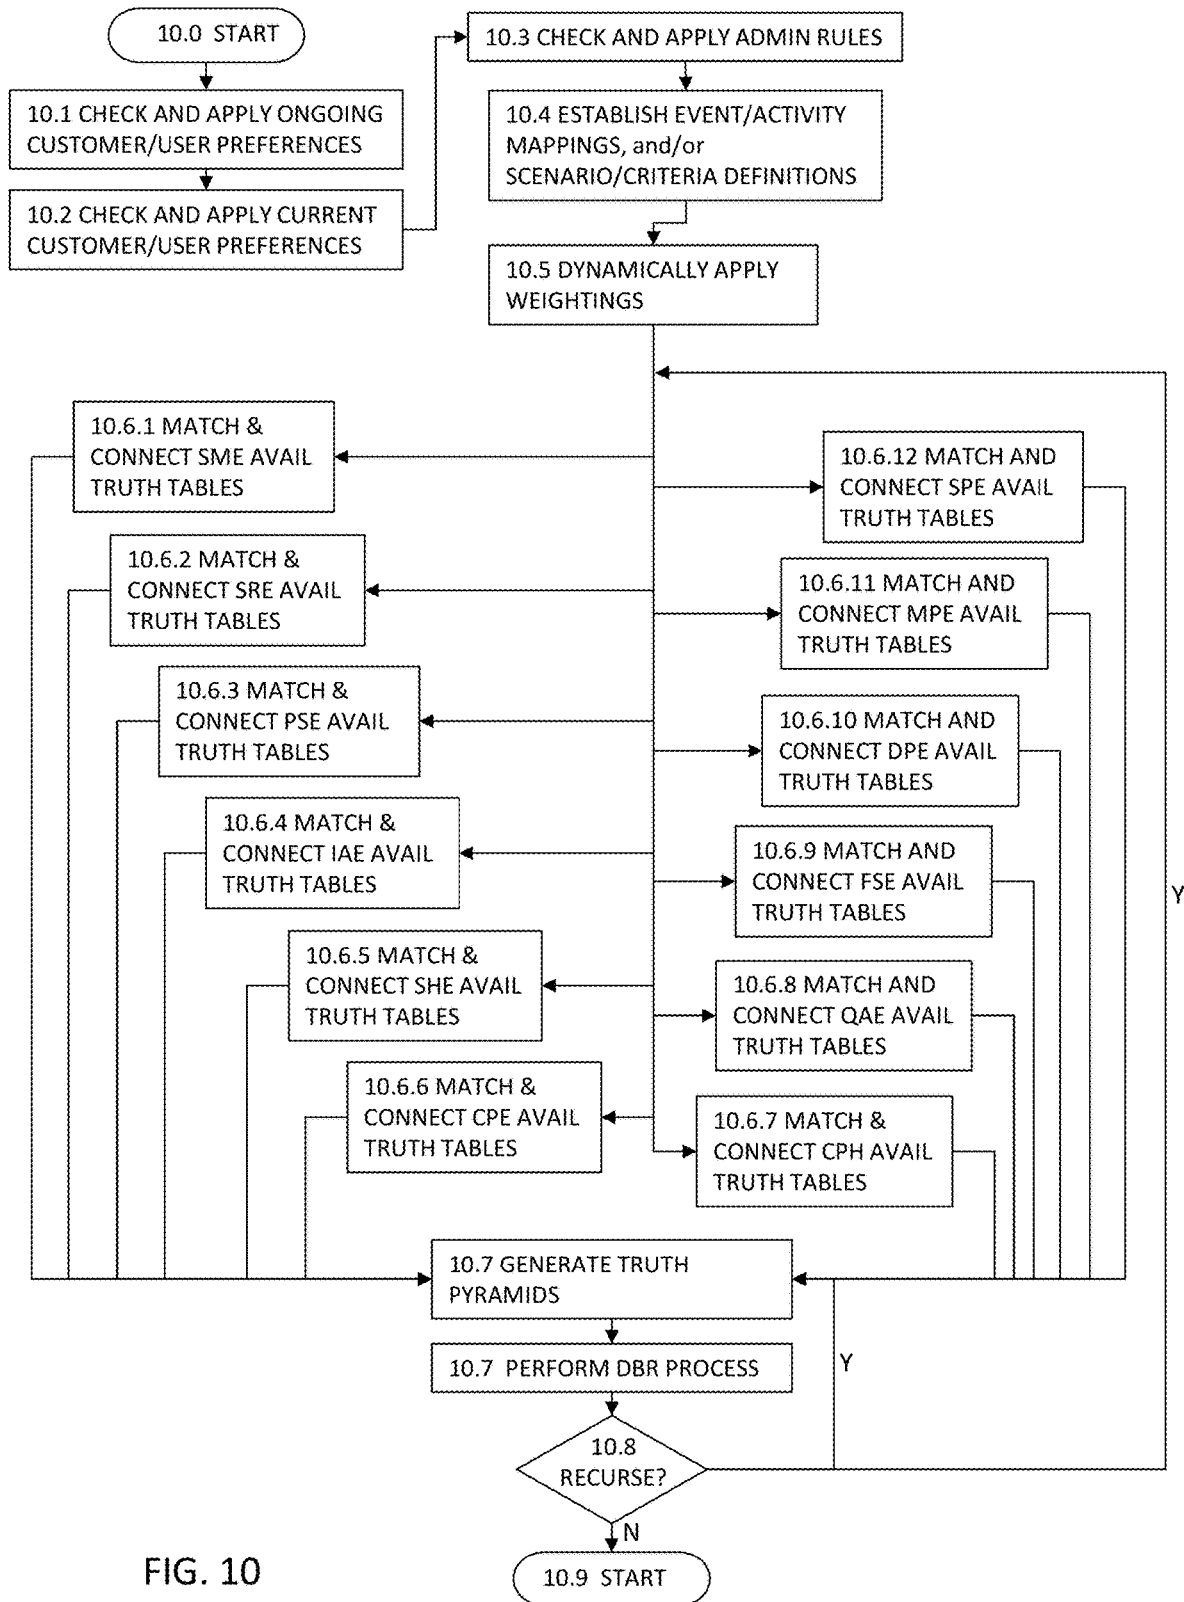 10.0 START
10.1 CHECK AND APPLY ONGOING
CUSTOMER/USER PREFERENCES
10.2 CHECK AND APPLY CURRENT
CUSTOMER/USER PREFERENCES
10.3 CHECK AND APPLY ADMIN RULES
10.4 ESTABLISH EVENT/ACTIVITY
MAPPINGS, and/or
SCENARIO/CRITERIA DEFINITIONS
10.5 DYNAMICALLY APPLY
WEIGHTINGS
10.6.1 MATCH &
CONNECT SME AVAIL
TRUTH TABLES
10.6.2 MATCH &
CONNECT SRE AVAIL
TRUTH TABLES
10.6.3 MATCH &
CONNECT PSE AVAIL
TRUTH TABLES
10.6.4 MATCH &
CONNECT IAE AVAIL
TRUTH TABLES
10.6.5 MATCH &
CONNECT SHE AVAIL
TRUTH TABLES
10.6.6 MATCH &
CONNECT CPE AVAIL
TRUTH TABLES
10.6.12 MATCH AND
CONNECT SPE AVAIL
TRUTH TABLES
10.6.11 MATCH AND
CONNECT MPE AVAIL
TRUTH TABLES
10.6.10 MATCH AND
CONNECT DPE AVAIL
TRUTH TABLES
10.6.9 MATCH AND
CONNECT FSE AVAIL
TRUTH TABLES
10.6.8 MATCH AND
CONNECT QAE AVAIL
TRUTH TABLES
10.6.7 MATCH &
CONNECT CPH AVAIL
TRUTH TABLES
Y
10.7 GENERATE TRUTH
PYRAMIDS
10.7 PERFORM DBR PROCESS
Y
10.8
RECURSE?
N
10.9 START
FIG. 10